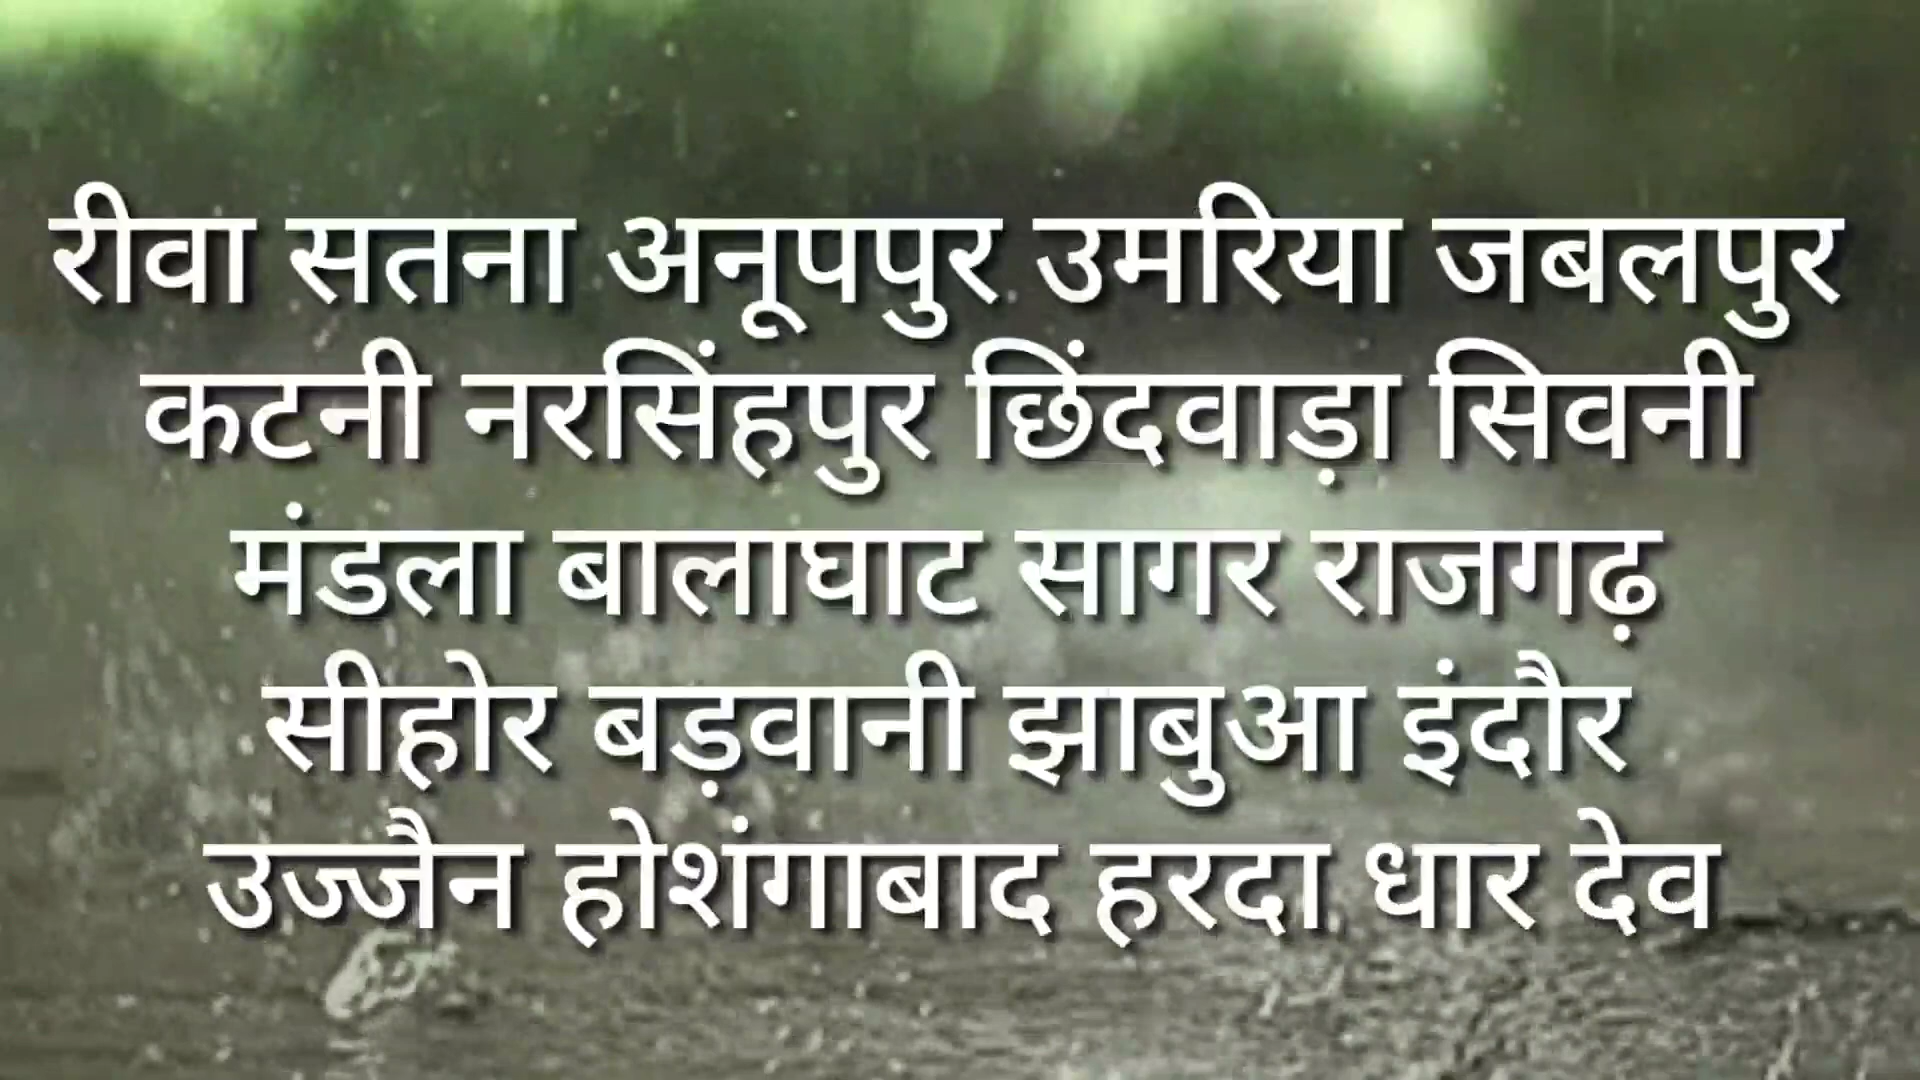 रीवा सतना अनूपपुर उमरिया जबलपुर
कटनी नरसिंहपुर छिंदवाड़ा सिवनी
मंडला बालाघाट सागर राजगढ़
सीहोर बड़वानी झाबुआ इंदौर
उज्जैन होशंगाबाद हरदा धार देव